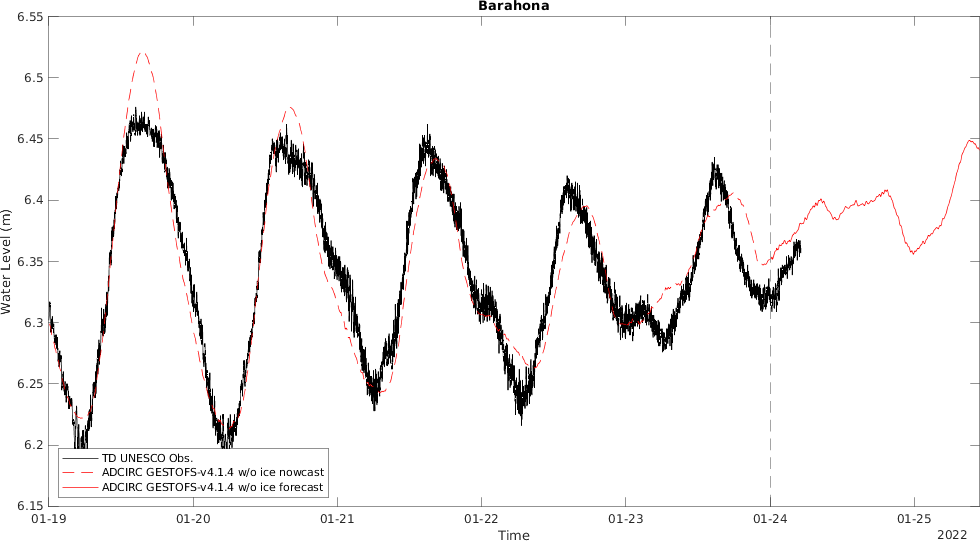 Barahona
6.55
6.5
6.45
6.4
6.35
6.3
6.25
6.2
6.15
Water Level (m)
TD UNESCO Obs.
ADCIRC GESTOFS-v4.1.4 w/o ice nowcast
ADCIRC GESTOFS-v4.1.4 w/o ice forecast
01-19 01-20 01-21 01-22 01-23 01-24 01-25
Time
2022